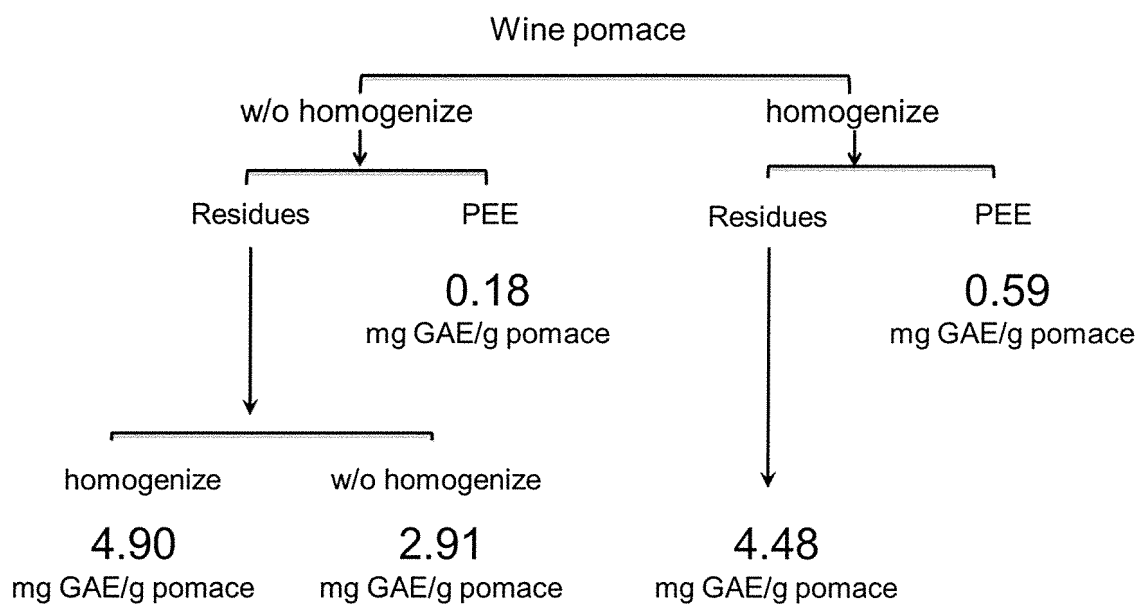 Wine pomace
w/o homogenize
homogenize
Residues
PEE
Residues
PEE
0.18
mg GAE/g pomace
0.59
mg GAE/g pomace
homogenize
w/o homogenize
4.90
mg GAE/g pomace
2.91
mg GAE/g pomace
4.48
mg GAE/g pomace